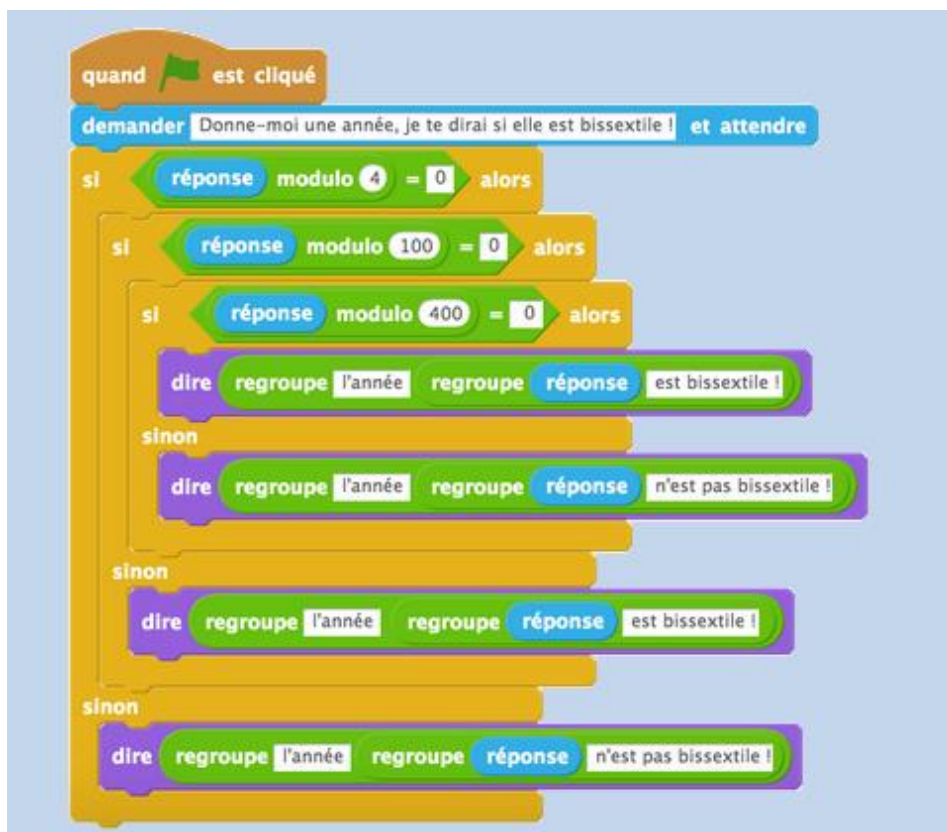 quand est cliqué
demander Donne-moi une année, je te dirai si elle est bissextile ! et attendre
si réponse modulo 4 = 0 alors
si réponse modulo 100 = 0 alors
si réponse modulo 400 = 0 alors
dire regroupe l'année regroupe réponse est bissextile !
sinon
dire regroupe l'année regroupe réponse n'est pas bissextile !
sinon
dire regroupe l'année regroupe réponse est bissextile !
sinon
dire regroupe l'année regroupe réponse n'est pas bissextile !